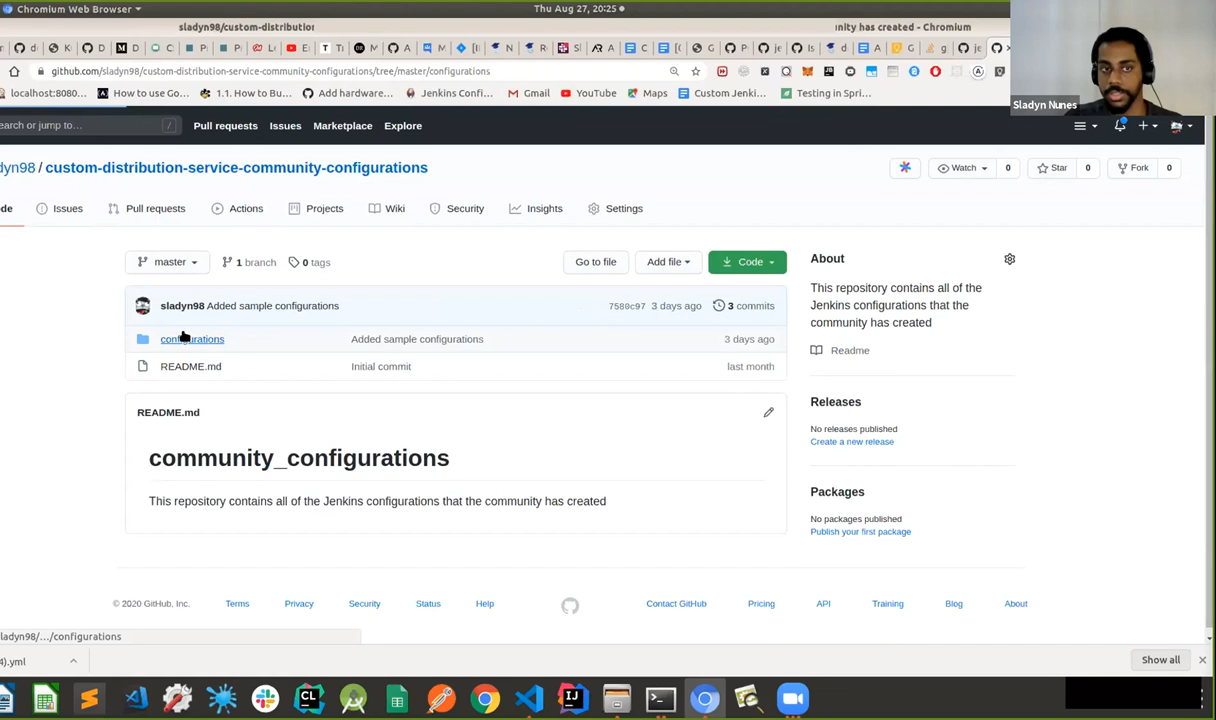 Chromium Web Browser
Thu Aug 27, 20:25
sladyn98/custom-distribution
nity has created - Chromium
github.com/sladyn98/custom-distribution-service-community-configurations/tree/master/configurations
localhost:8080...
How to use Go...
1.1. How to Bu...
Add hardware...
Jenkins Confi...
Gmail
YouTube
Maps
Custom Jenki...
Testing in Spri...
Sladyn Nunes
earch or jump to...
/
Pull requests
Issues
Marketplace
Explore
dyn98 / custom-distribution-service-community-configurations
Watch 0
Star 0
Fork 0
de
Issues
Pull requests
Actions
Projects
Wiki
Security
Insights
Settings
master
1 branch
0 tags
Go to file
Add file
Code
sladyn98 Added sample configurations
7580c97 3 days ago
3 commits
configurations
Added sample configurations
3 days ago
README.md
Initial commit
last month
README.md
community_configurations
This repository contains all of the Jenkins configurations that the community has created
About
This repository contains all of the
Jenkins configurations that the
community has created
Readme
Releases
No releases published
Create a new release
Packages
No packages published
Publish your first package
© 2020 GitHub, Inc.
Terms
Privacy
Security
Status
Help
Contact GitHub
Pricing
API
Training
Blog
About
ladyn98/.../configurations
4).yml
Show all